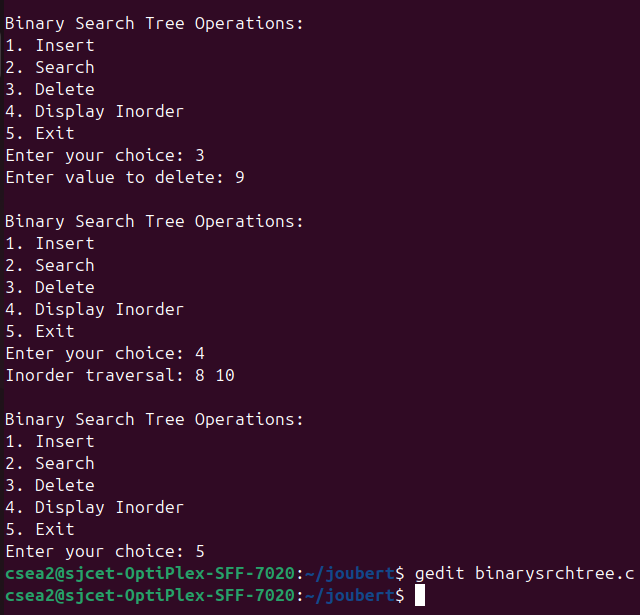 Binary Search Tree Operations:
1. Insert
2. Search
3. Delete
4. Display Inorder
5. Exit
Enter your choice: 3
Enter value to delete: 9
Binary Search Tree Operations:
1. Insert
2. Search
3. Delete
4. Display Inorder
5. Exit
Enter your choice: 4
Inorder traversal: 8 10
Binary Search Tree Operations:
1. Insert
2. Search
3. Delete
4. Display Inorder
5. Exit
Enter your choice: 5
csea2@sjcet-OptiPlex-SFF-7020:~/joubert$ gedit binarysrchtree.c
csea2@sjcet-OptiPlex-SFF-7020:~/joubert$